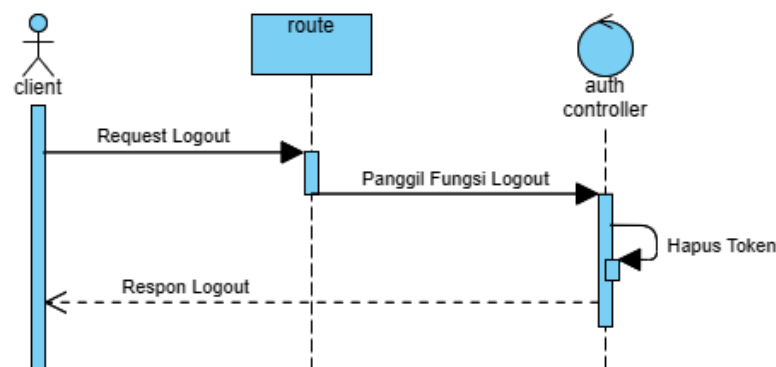 route
client
auth
controller
Request Logout
Panggil Fungsi Logout
Hapus Token
Respon Logout